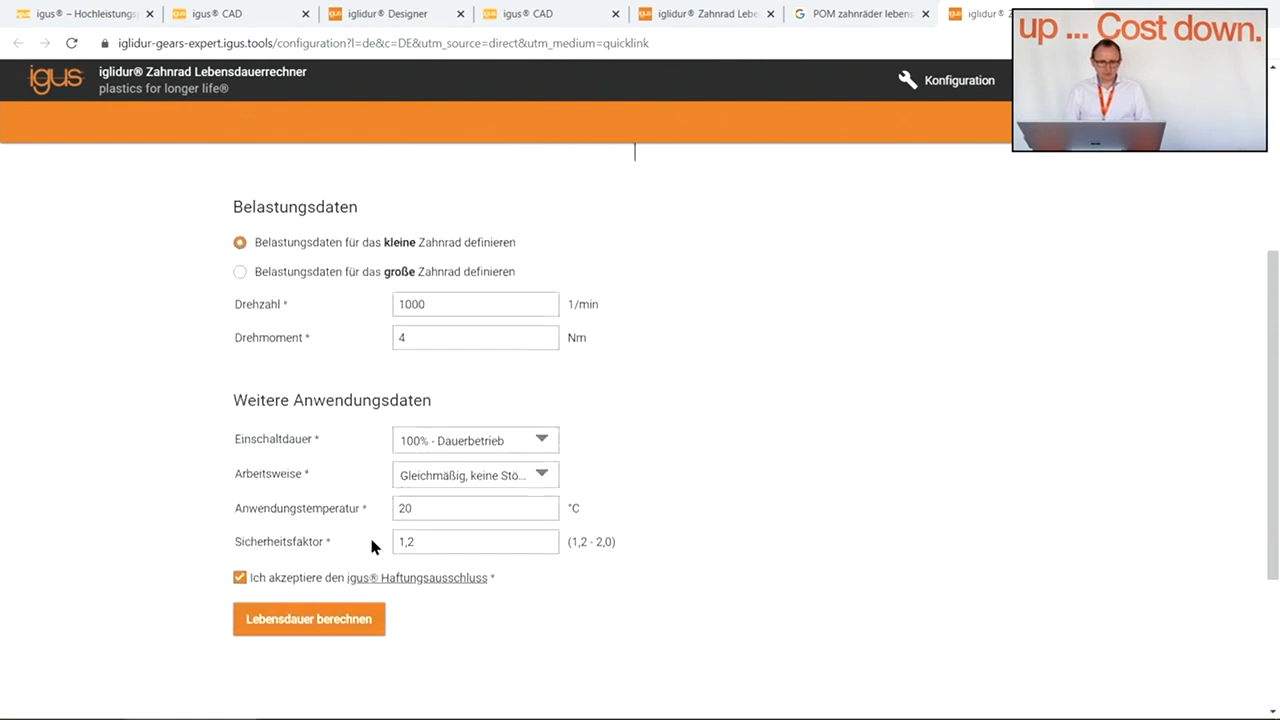 igus® – Hochleistungs
igus® CAD
iglidur® Designer
igus® CAD
iglidur® Zahnrad Lebe
POM zahnräder lebens
iglidur® Z
iglidur-gears-expert.igus.tools/configuration?l=de&c=DE&utm_source=direct&utm_medium=quicklink
igus
iglidur® Zahnrad Lebensdauerrechner
plastics for longer life®
Konfiguration
up ... Cost down.
Belastungsdaten
Belastungsdaten für das kleine Zahnrad definieren
Belastungsdaten für das große Zahnrad definieren
Drehzahl * 1000 1/min
Drehmoment * 4 Nm
Weitere Anwendungsdaten
Einschaltdauer * 100% - Dauerbetrieb
Arbeitsweise * Gleichmäßig, keine Stö...
Anwendungstemperatur * 20 °C
Sicherheitsfaktor * 1,2 (1,2 - 2,0)
Ich akzeptiere den igus® Haftungsausschluss *
Lebensdauer berechnen